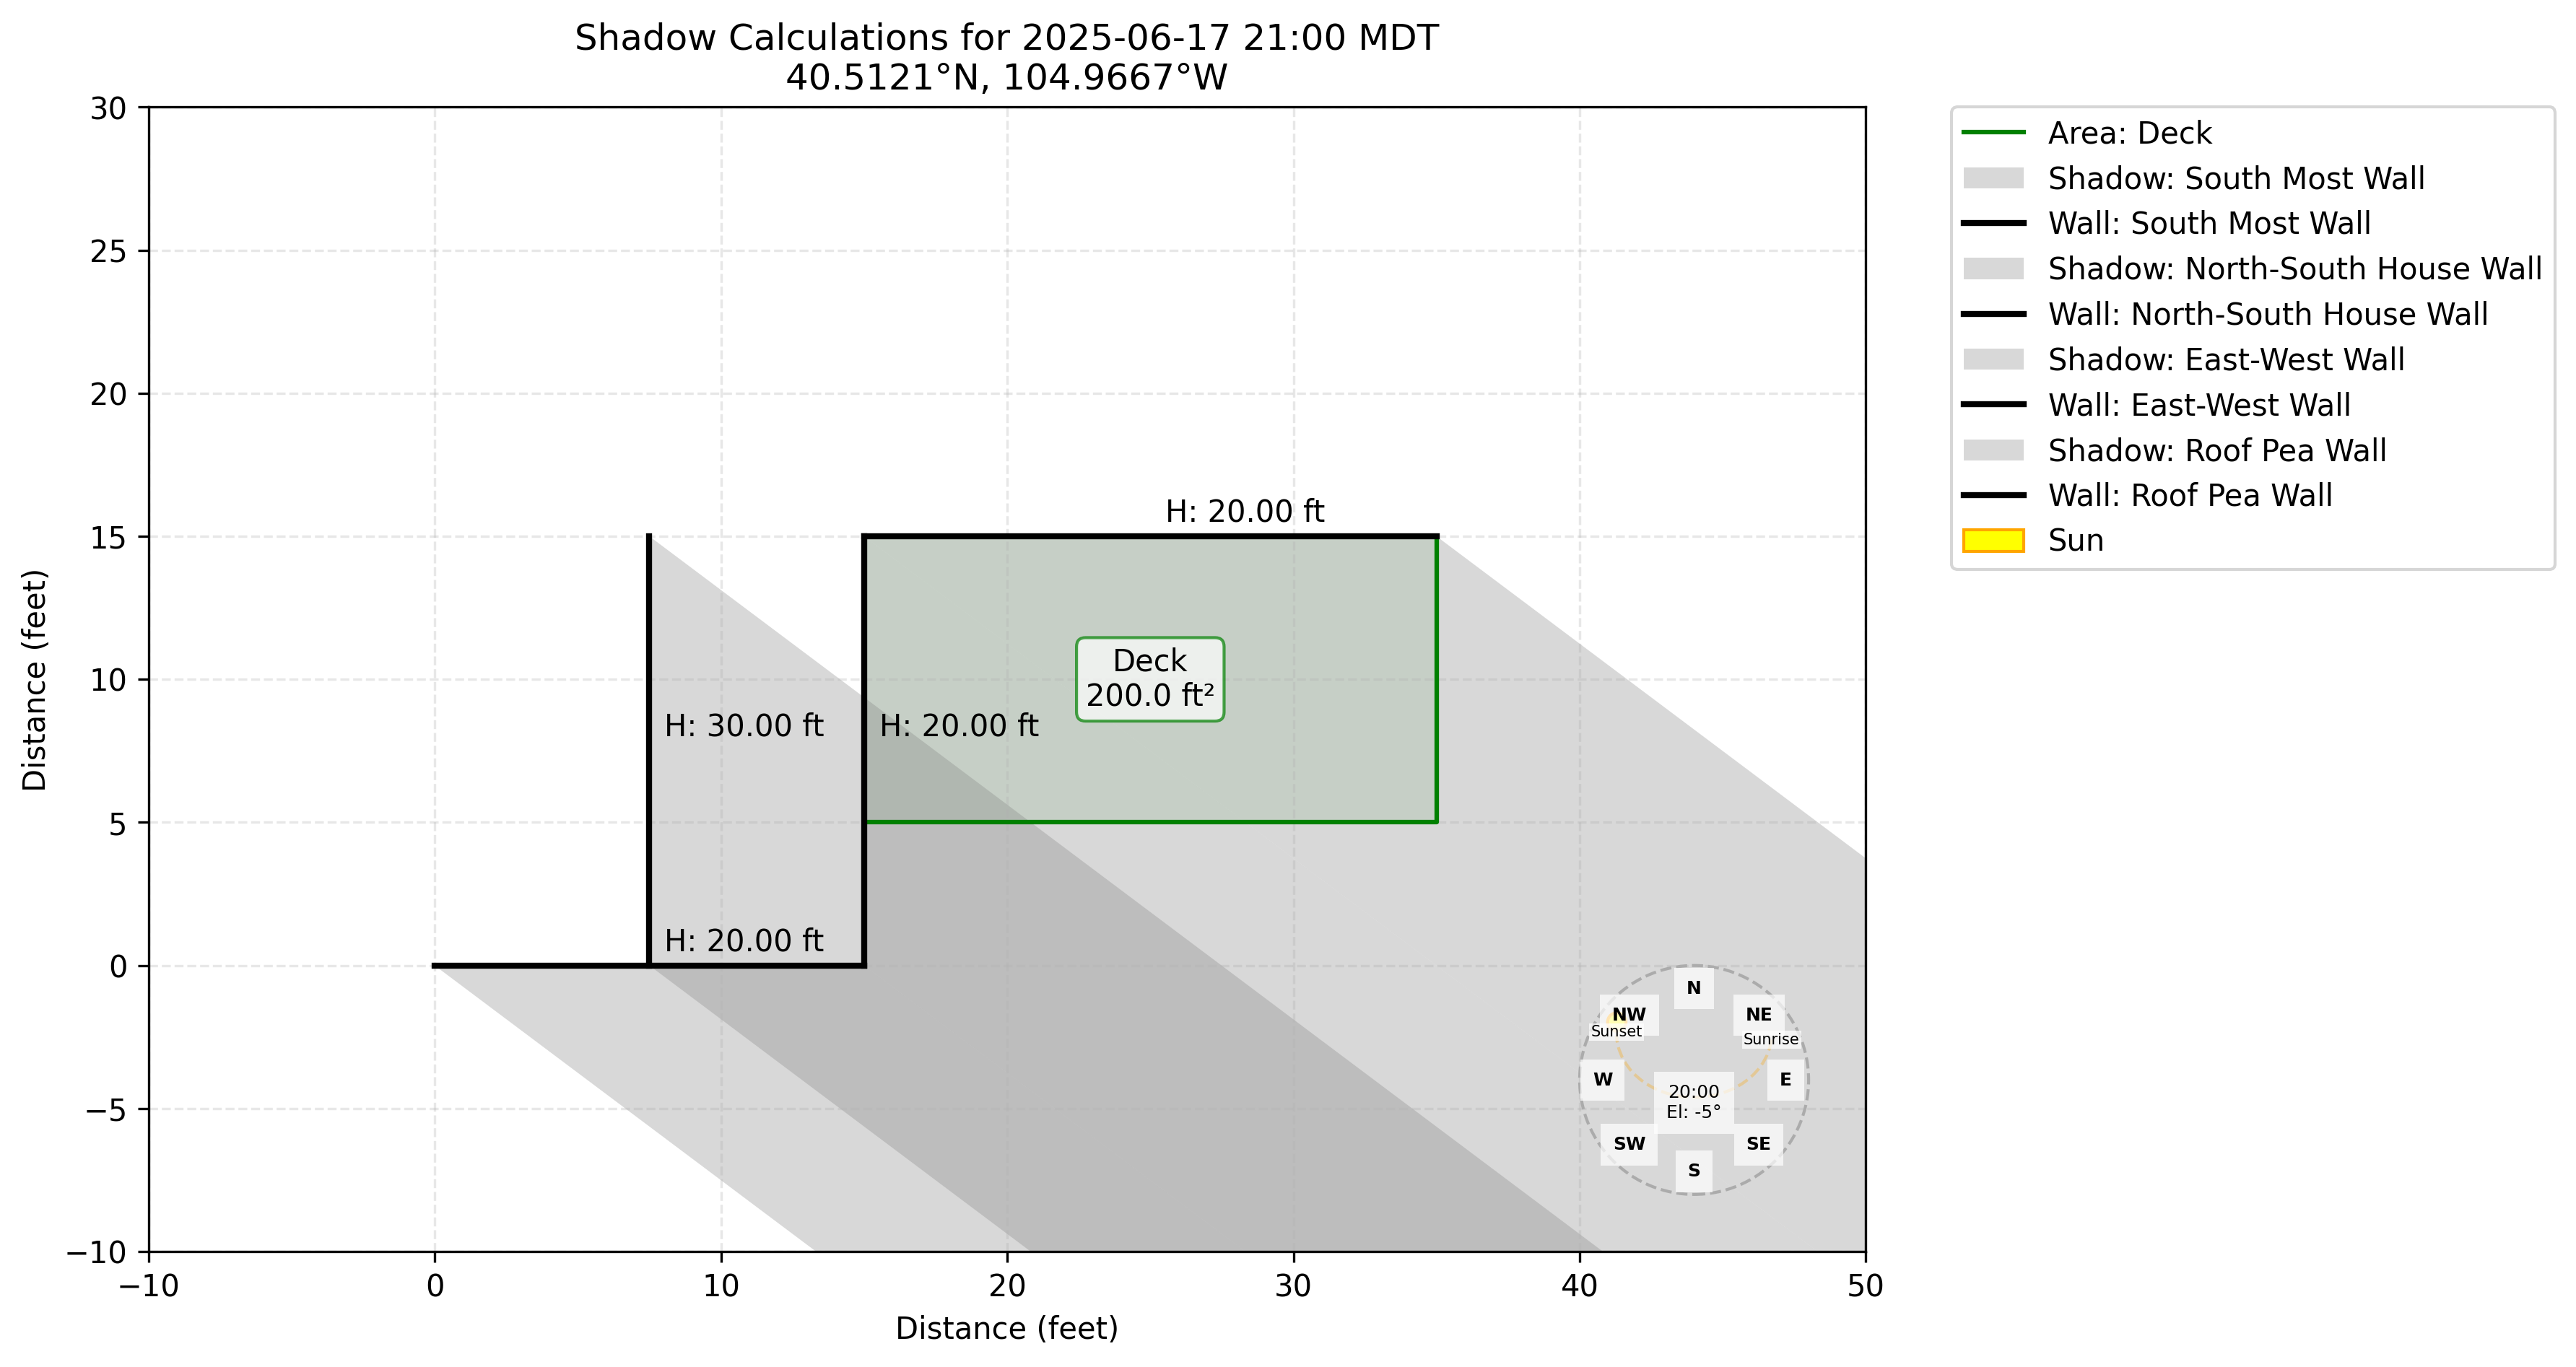 Shadow Calculations for 2025-06-17 21:00 MDT
40.5121°N, 104.9667°W
30
25
20
15
10
5
0
−5
−10
Distance (feet)
−10
0
10
20
30
40
50
Distance (feet)
H: 20.00 ft
Deck
200.0 ft²
H: 30.00 ft
H: 20.00 ft
H: 20.00 ft
N
NW
NE
Sunset
Sunrise
W
E
20:00
El: -5°
SW
SE
S
Area: Deck
Shadow: South Most Wall
Wall: South Most Wall
Shadow: North-South House Wall
Wall: North-South House Wall
Shadow: East-West Wall
Wall: East-West Wall
Shadow: Roof Pea Wall
Wall: Roof Pea Wall
Sun